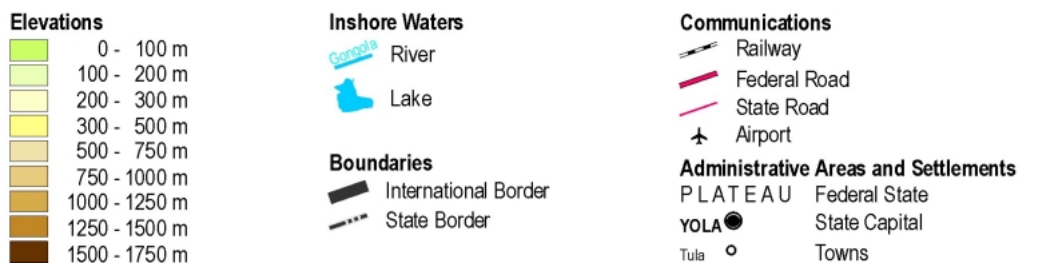 Elevations
0 - 100 m
100 - 200 m
200 - 300 m
300 - 500 m
500 - 750 m
750 - 1000 m
1000 - 1250 m
1250 - 1500 m
1500 - 1750 m
Inshore Waters
Gongola River
Lake
Boundaries
International Border
State Border
Communications
Railway
Federal Road
State Road
Airport
Administrative Areas and Settlements
PLATEAU Federal State
YOLA State Capital
Tula Towns